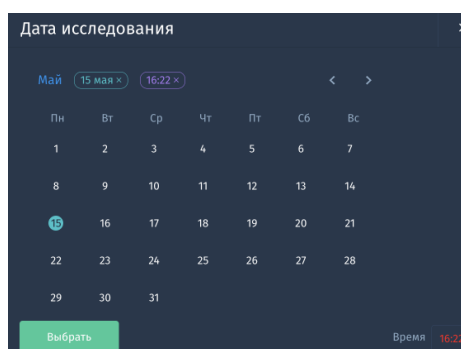 Дата исследования
Май 15 мая × 16:22 × < >
Пн Вт Ср Чт Пт Сб Вс
1 2 3 4 5 6 7
8 9 10 11 12 13 14
15 16 17 18 19 20 21
22 23 24 25 26 27 28
29 30 31
Выбрать Время 16:22